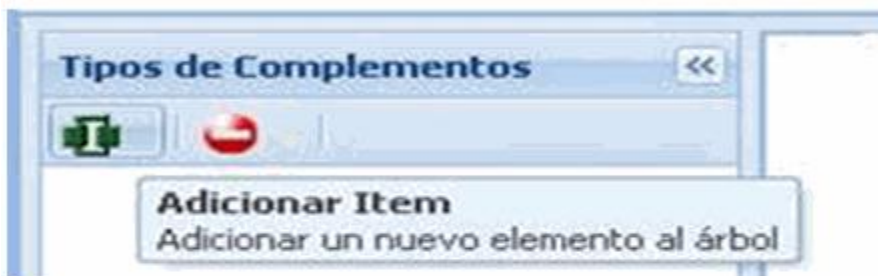 Tipos de Complementos
Adicionar Item
Adicionar un nuevo elemento al árbol